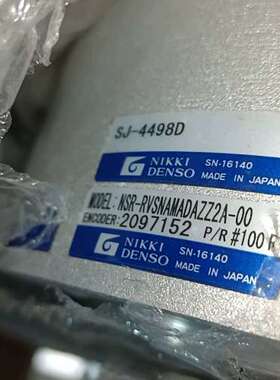 SJ-4498D
NIKKI DENSO SN-16140 MADE IN JAPAN
MODEL: NSR-RVSNAMADAZZ2A-00
ENCODER: 2097152 P/R #100
NIKKI DENSO SN-16140 MADE IN JAPAN